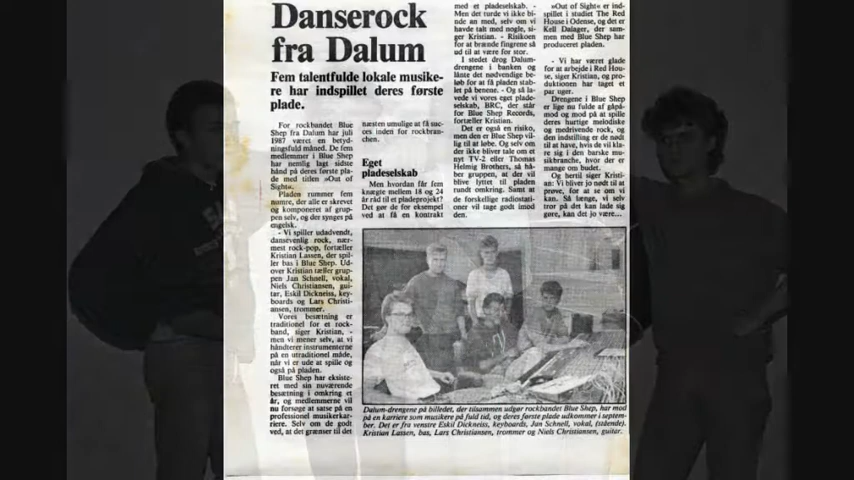 Danserock
fra Dalum
Fem talentfulde lokale musike-
re har indspillet deres første
plade.
For rockbandet Blue
Shep fra Dalum har juli
1987 været en betyd-
ningsfuld måned. De fem
medlemmer i Blue Shep
har nemlig lagt sidste
hånd på deres første pla-
de med titlen »Out of
Sight«.
Pladen rummer fem
numre, der alle er skrevet
og komponeret af grup-
pen selv, og der synges på
engelsk.
- Vi spiller udadvendt,
dansevenlig rock, nær-
mest rock-pop, fortæller
Kristian Lassen, der spil-
ler bas i Blue Shep. Ud-
over Kristian tæller grup-
pen Jan Schnell, vokal,
Niels Christiansen, gui-
tar, Eskil Dickneiss, key-
boards og Lars Christi-
ansen, trommer.
Vores besætning er
traditionel for et rock-
band, siger Kristian, -
men vi mener selv, at vi
håndterer instrumenterne
på en utraditionel måde,
når vi er ude at spille og
også på pladen.
Blue Shep har eksiste-
ret med sin nuværende
besætning i omkring et
år, og medlemmerne vil
nu forsøge at satse på en
professionel musikerkar-
riere. Selv om de godt
ved, at det grænser til det
næsten umulige at få suc-
ces inden for rockbran-
chen.
Eget
pladeselskab
Men hvordan får fem
knægte mellem 18 og 24
år råd til et pladeprojekt?
Det gør de for eksempel
ved at få en kontrakt
med et pladeselskab. -
Men det turde vi ikke bi-
nde an med, selv om vi
havde talt med nogle, si-
ger Kristian. - Risikoen
for at brænde fingrene så
ud til at være for stor.
I stedet drog Dalum-
drengene i banken og
lånte det nødvendige be-
løb for at få pladen stab-
let på benene. - Og så la-
vede vi vores eget plade-
selskab, BRC, der står
for Blue Shep Records,
fortæller Kristian.
Det er også en risiko,
men den er Blue Shep vil-
lig til at løbe. Og selv om
der ikke bliver tale om et
nyt TV-2 eller Thomas
Helmig Brothers, så hå-
ber gruppen, at der vil
blive lyttet til pladen
rundt omkring. Samt at
de forskellige radiostati-
oner vil tage godt imod
den.
»Out of Sight« er ind-
spillet i studiet The Red
House i Odense, og det er
Kell Dalager, der sam-
men med Blue Shep har
produceret pladen.
- Vi har været glade
for at arbejde i Red Hou-
se, siger Kristian, og pro-
duktionen har taget et
par uger.
Drengene i Blue Shep
er lige nu fulde af gåpå-
mod og mod på at spille
deres hurtige melodiske
og medrivende rock, og
den indstilling er de nødt
til at have, hvis de vil kla-
re sig i den barske mu-
sikbranche, hvor der er
mange om budet.
Og hertil siger Kristi-
an: Vi bliver jo nødt til at
prøve, for at se om vi
kan. Så længe, vi selv
tror på det kan lade sig
gøre, kan det jo være...
Dalum-drengene på billedet, der tilsammen udgør rockbandet Blue Shep, har mod
på en karriere som musikere på fuld tid, og deres første plade udkommer i septem-
ber. Det er fra venstre Eskil Dickneiss, keyboards, Jan Schnell, vokal, (stående).
Kristian Lassen, bas, Lars Christiansen, trommer og Niels Christiansen, guitar.